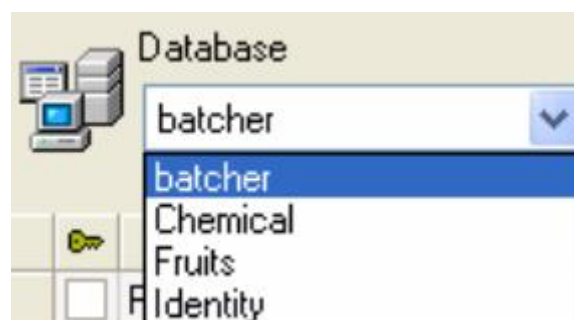 Database
batcher
batcher
Chemical
Fruits
Identity